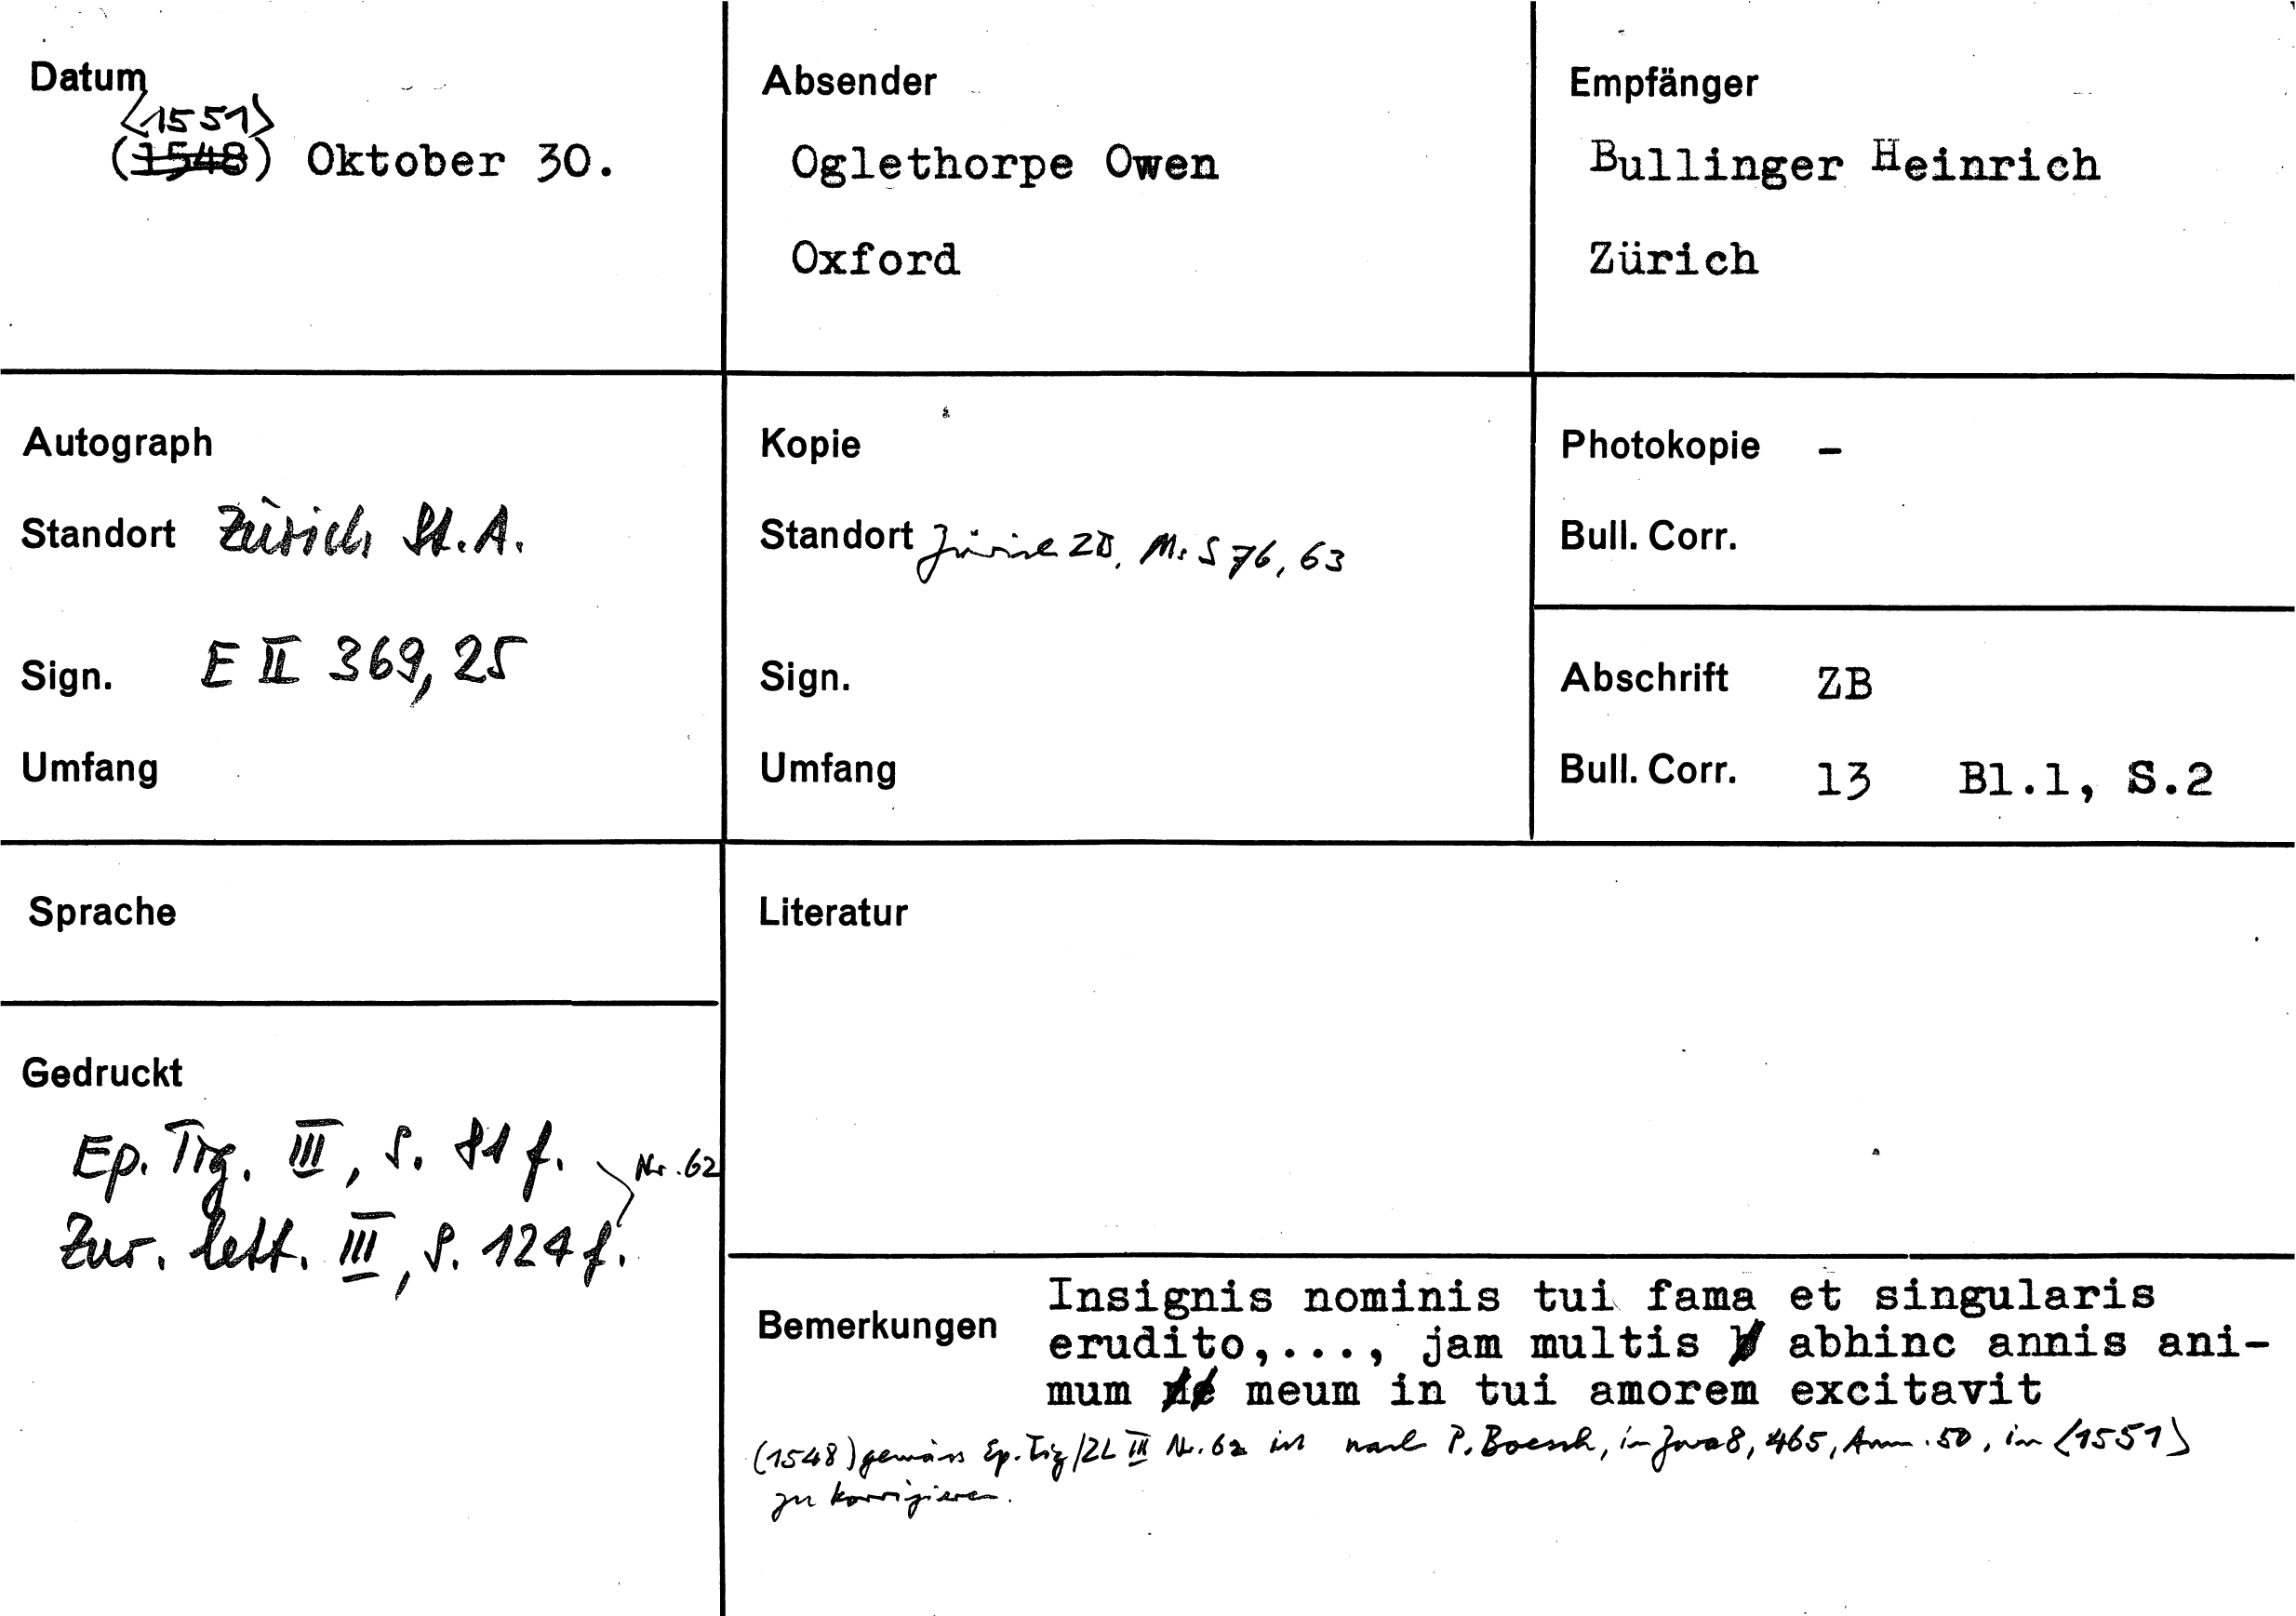 Datum
<1551>
(1548) Oktober 30.
Absender
Oglethorpe Owen
Oxford
Empfänger
Bullinger Heinrich
Zürich
Autograph
Standort Zürich St.A.
Sign. E II 369, 25
Umfang
Kopie
Standort Zürich ZB, Ms S 76, 63
Sign.
Umfang
Photokopie –
Bull. Corr.
Abschrift ZB
Bull. Corr. 13 Bl.1, S.2
Sprache
Gedruckt
Ep. Tig. III, S. 81 f.
Nr. 62
Zur. lett. III, S. 124 f.
Literatur
Bemerkungen
Insignis nominis tui fama et singularis
erudito,..., jam multis abhinc annis ani-
mum meum in tui amorem excitavit
(1548) gemäss Ep. Tig/ZL III Nr. 62 ist nach P. Boesch, in Zwa 8, 465, Anm. 50, in <1551>
zu korrigieren.